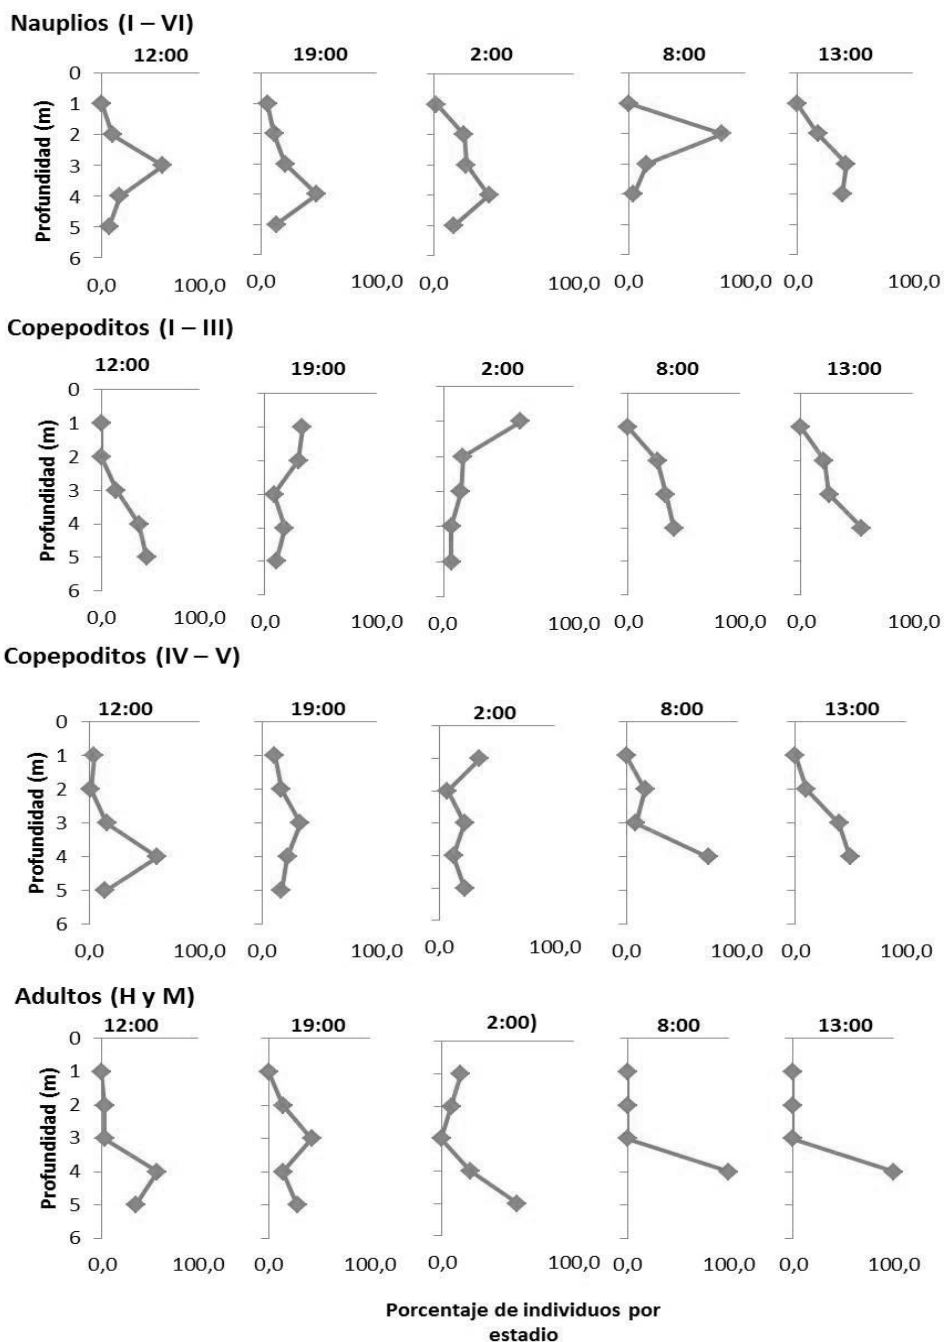 Nauplios (I – VI)
12:00 19:00 2:00 8:00 13:00
0
1
2
3
4
5
6
Profundidad (m)
0,0 100,0 0,0 100,0 0,0 100,0 0,0 100,0 0,0 100,0
Copepoditos (I – III)
12:00 19:00 2:00 8:00 13:00
0
1
2
3
4
5
6
Profundidad (m)
0,0 100,0 0,0 100,0 0,0 100,0 0,0 100,0 0,0 100,0
Copepoditos (IV – V)
12:00 19:00 2:00 8:00 13:00
0
1
2
3
4
5
6
Profundidad (m)
0,0 100,0 0,0 100,0 0,0 100,0 0,0 100,0 0,0 100,0
Adultos (H y M)
12:00 19:00 2:00) 8:00 13:00
0
1
2
3
4
5
6
Profundidad (m)
0,0 100,0 0,0 100,0 0,0 100,0 0,0 100,0 0,0 100,0
Porcentaje de individuos por
estadio